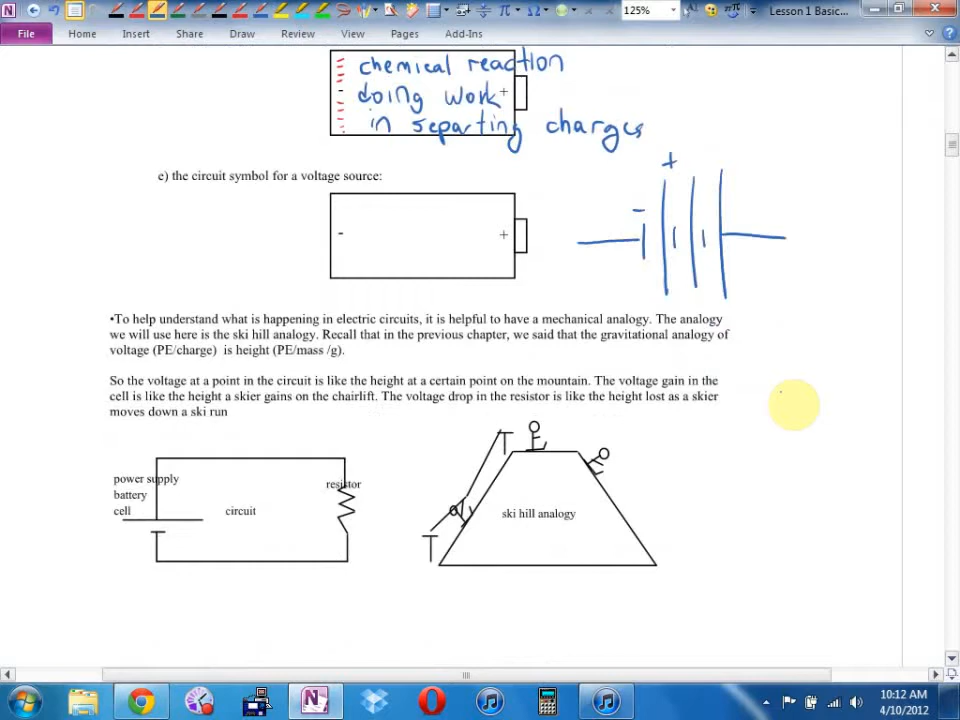 125%
Lesson 1 Basic...
File Home Insert Share Draw Review View Pages Add-Ins
chemical reaction
- doing work +
in separting charges
e) the circuit symbol for a voltage source:
- +
+
-
•To help understand what is happening in electric circuits, it is helpful to have a mechanical analogy. The analogy
we will use here is the ski hill analogy. Recall that in the previous chapter, we said that the gravitational analogy of
voltage (PE/charge) is height (PE/mass /g).
So the voltage at a point in the circuit is like the height at a certain point on the mountain. The voltage gain in the
cell is like the height a skier gains on the chairlift. The voltage drop in the resistor is like the height lost as a skier
moves down a ski run
power supply
battery
cell
circuit
resistor
ski hill analogy
10:12 AM
4/10/2012